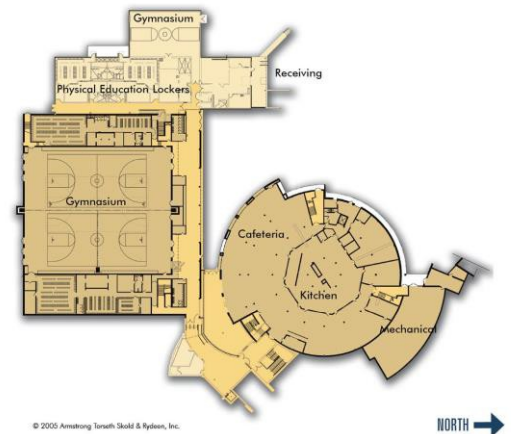 Gymnasium
Receiving
Physical Education Lockers
Gymnasium
Cafeteria
Kitchen
Mechanical
© 2005 Armstrong Torseth Skold & Rydeen, Inc.
NORTH